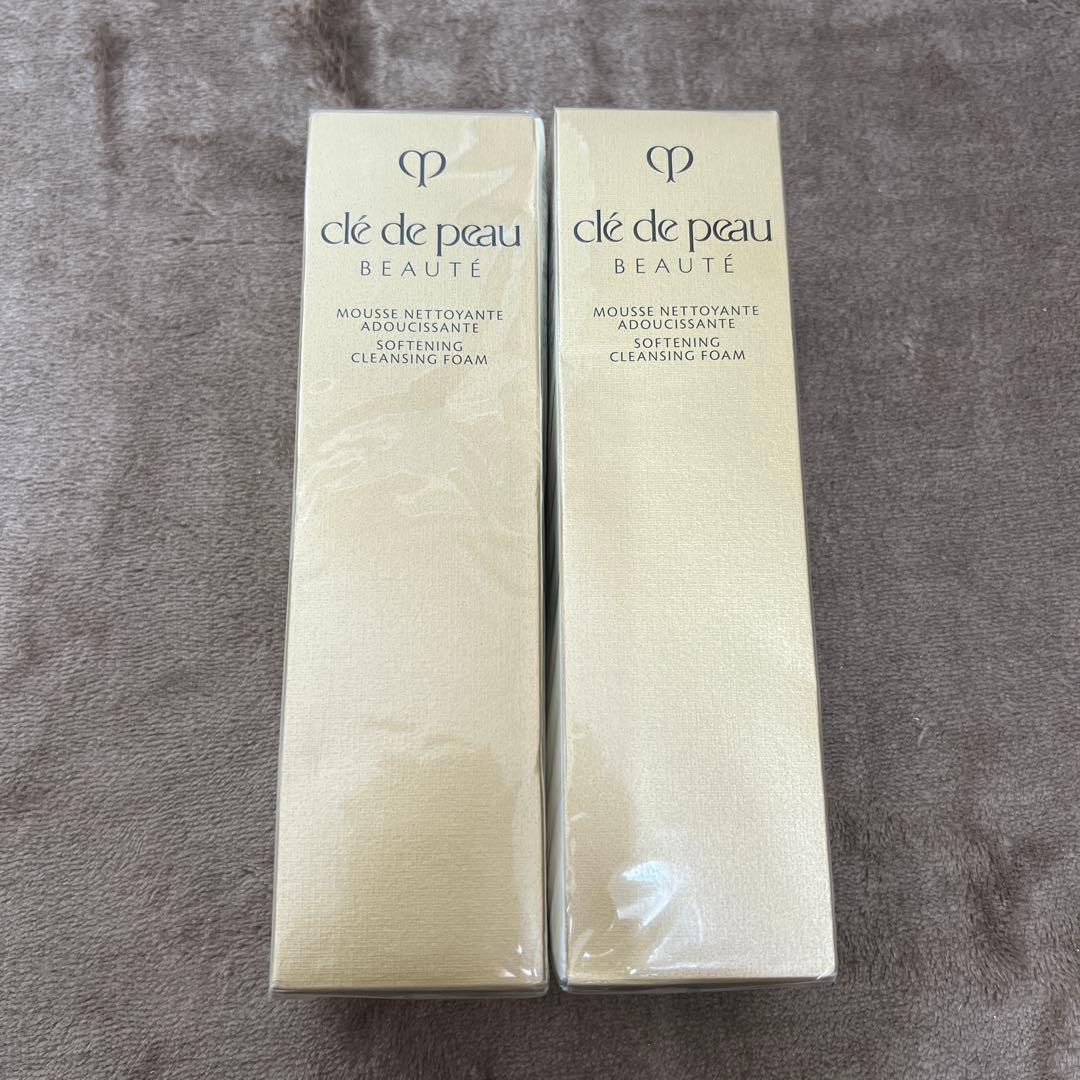 clé de peau
BEAUTÉ
MOUSSE NETTOYANTE
ADOUCISSANTE
SOFTENING
CLEANSING FOAM
clé de peau
BEAUTÉ
MOUSSE NETTOYANTE
ADOUCISSANTE
SOFTENING
CLEANSING FOAM